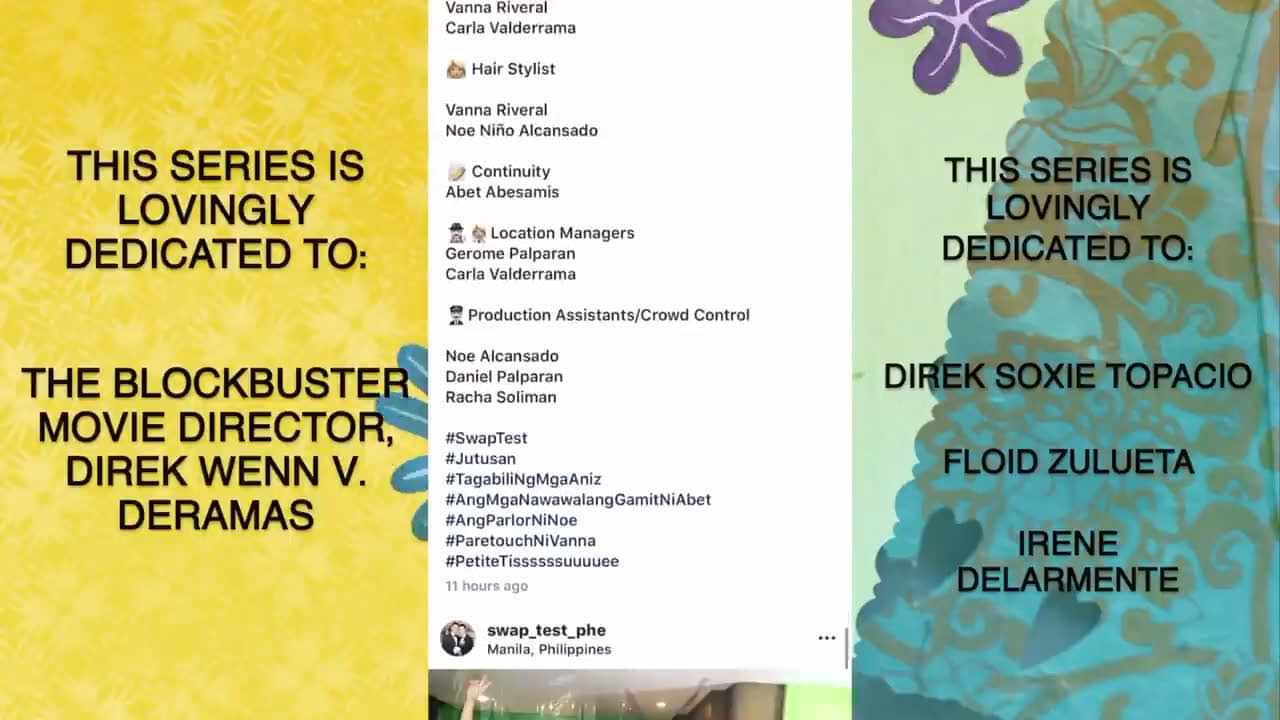 THIS SERIES IS
LOVINGLY
DEDICATED TO:
THE BLOCKBUSTER
MOVIE DIRECTOR,
DIREK WENN V.
DERAMAS
Vanna Riveral
Carla Valderrama
Hair Stylist
Vanna Riveral
Noe Niño Alcansado
Continuity
Abet Abesamis
Location Managers
Gerome Palparan
Carla Valderrama
Production Assistants/Crowd Control
Noe Alcansado
Daniel Palparan
Racha Soliman
#SwapTest
#Jutusan
#TagabiliNgMgaAniz
#AngMgaNawawalangGamitNiAbet
#AngParlorNiNoe
#ParetouchNiVanna
#PetiteTissssssuuuuee
11 hours ago
swap_test_phe
Manila, Philippines
THIS SERIES IS
LOVINGLY
DEDICATED TO:
DIREK SOXIE TOPACIO
FLOID ZULUETA
IRENE
DELARMENTE